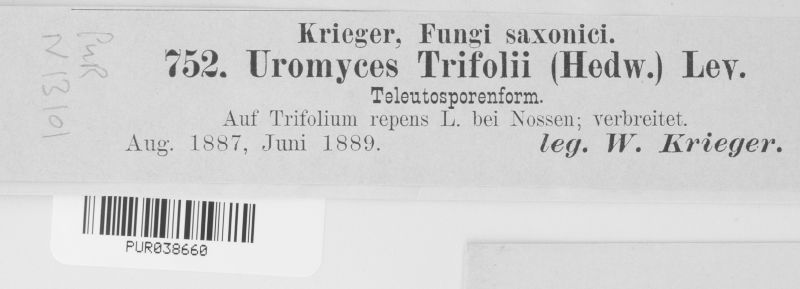 Krieger, Fungi saxonici.
752. Uromyces Trifolii (Hedw.) Lev.
Teleutosporenform.
Auf Trifolium repens L. bei Nossen; verbreitet.
Aug. 1887, Juni 1889. leg. W. Krieger.
PUR
N13101
PUR038660